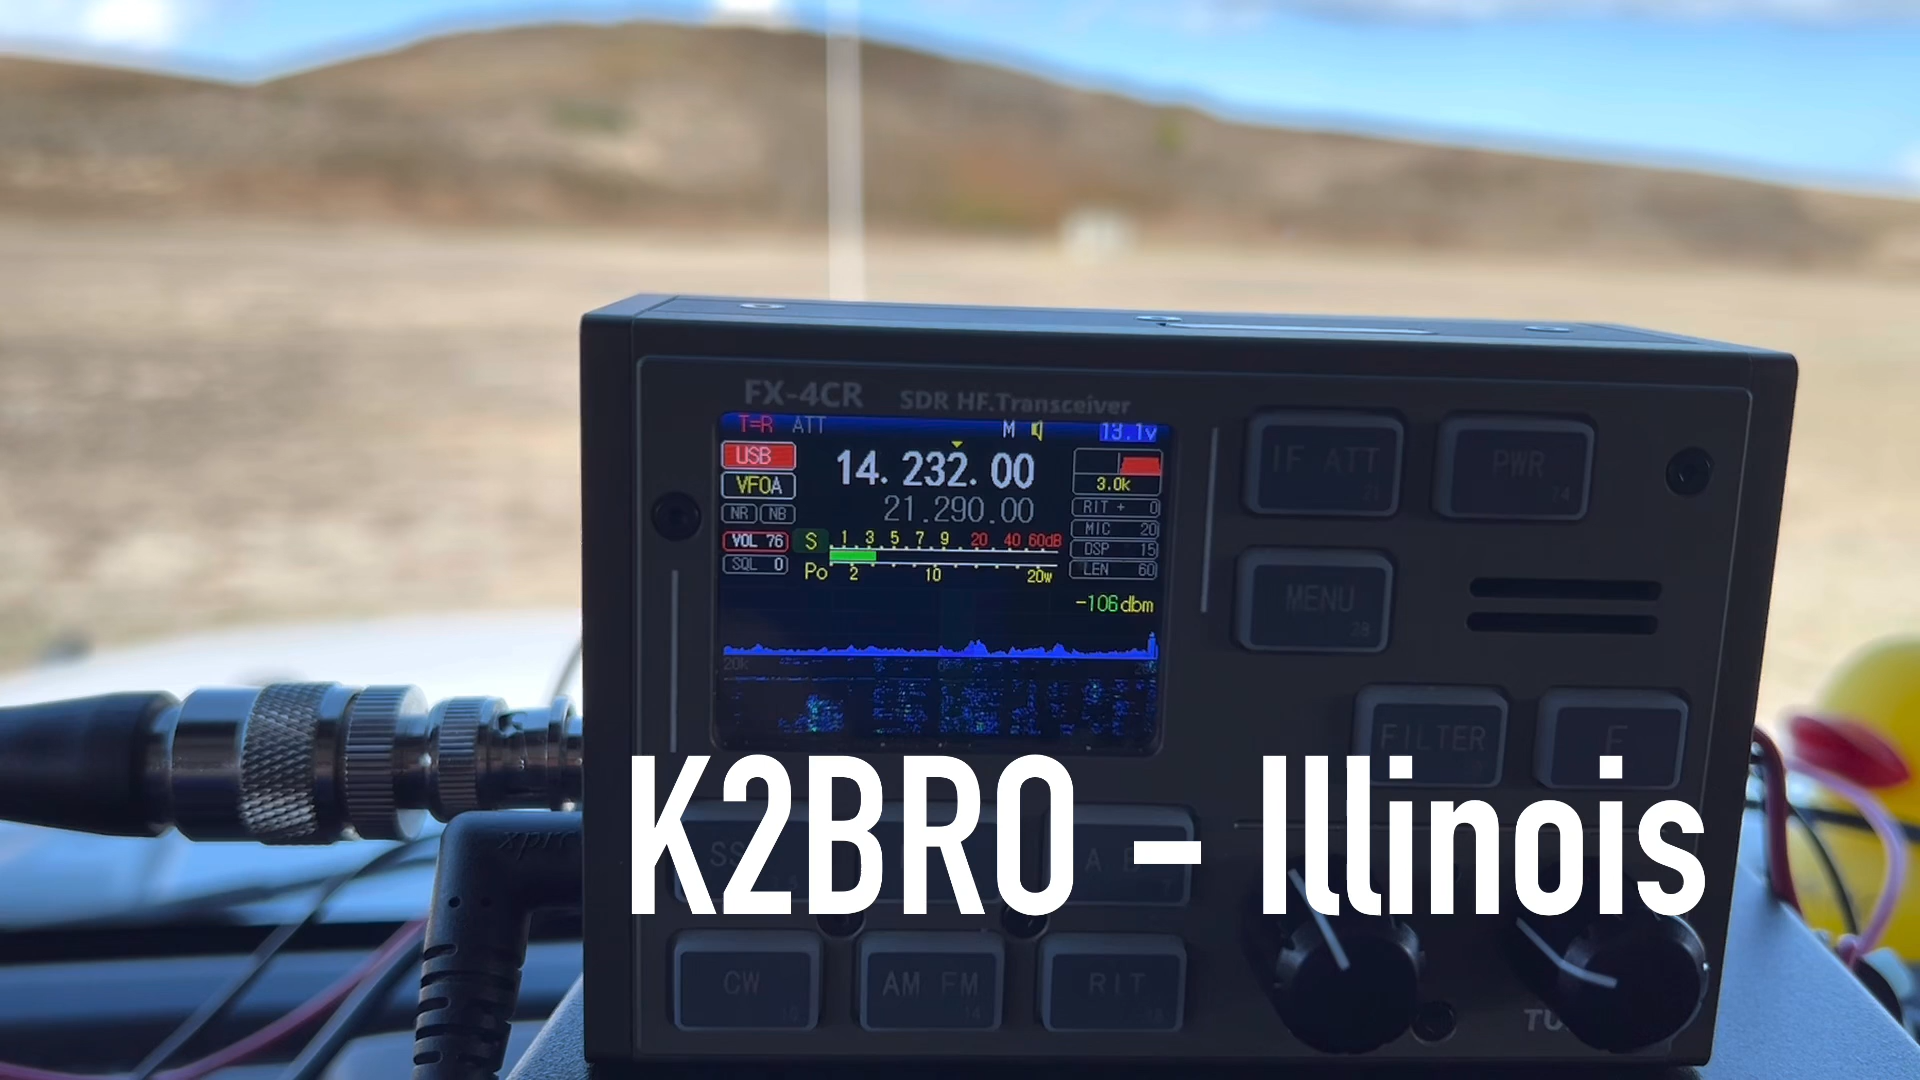 FX-4CR SDR HF.Transceiver
T=R ATT M 13.1v
USB 14. 232. 00
VFOA 21.290.00 3.0k
NR NB RIT + 0
VOL 76 S 1 3 5 7 9 20 40 60dB MIC 20
SQL 0 Po 2 10 20w DSP 15
LEN 60
-106dbm
20k
IF ATT PWR
MENU
FILTER F
K2BRO - Illinois
A B
CW AM FM RIT